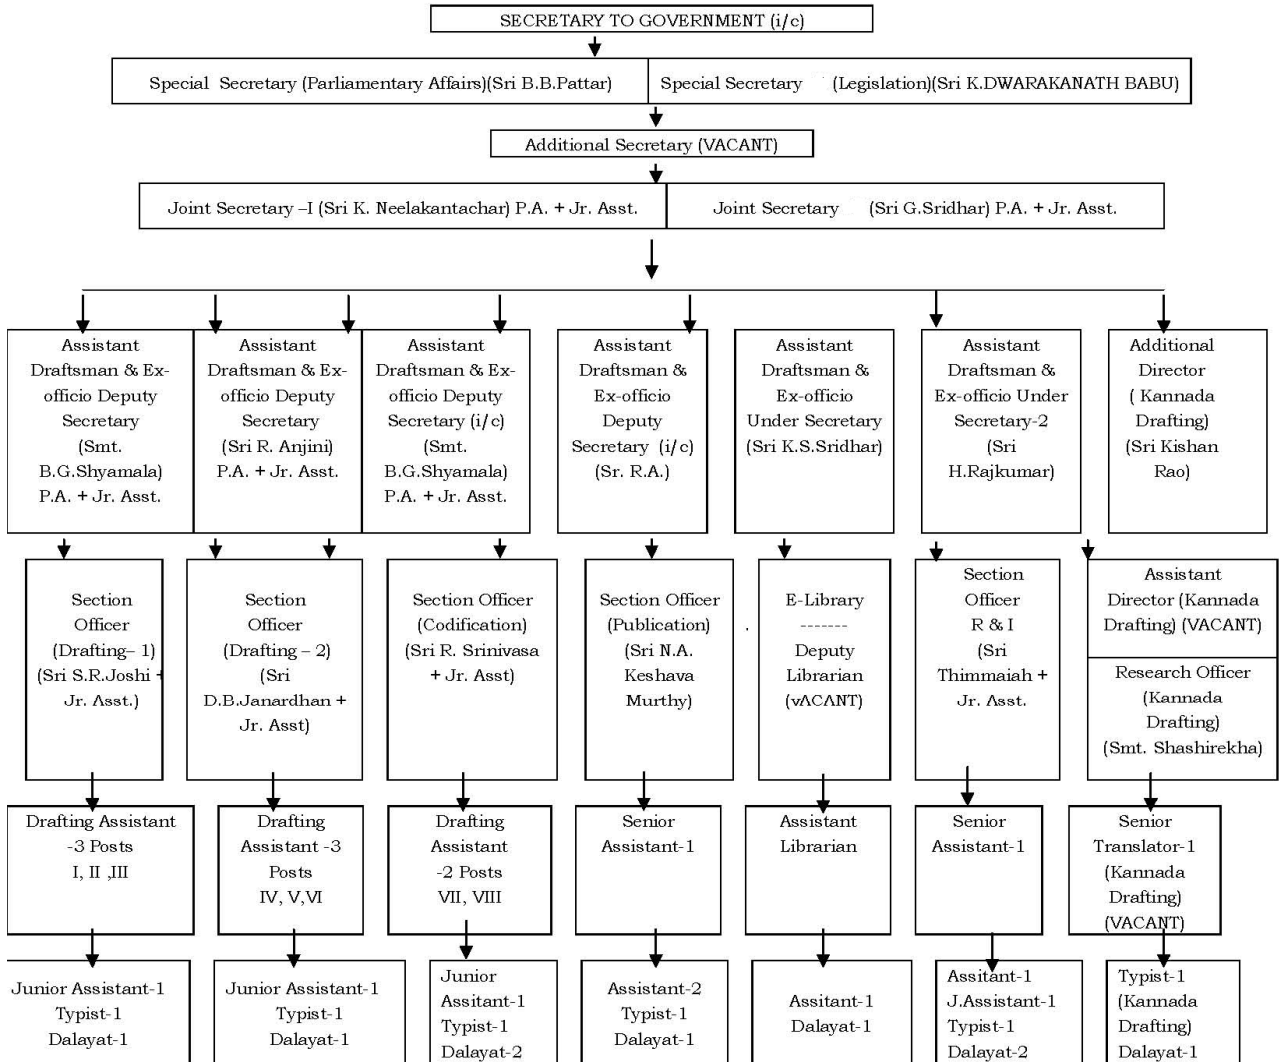 SECRETARY TO GOVERNMENT (i/c)
Special Secretary (Parliamentary Affairs)(Sri B.B.Pattar)
Special Secretary (Legislation)(Sri K.DWARAKANATH BABU)
Additional Secretary (VACANT)
Joint Secretary –I (Sri K. Neelakantachar) P.A. + Jr. Asst.
Joint Secretary (Sri G.Sridhar) P.A. + Jr. Asst.
Assistant
Draftsman & Ex-
officio Deputy
Secretary
(Smt.
B.G.Shyamala)
P.A. + Jr. Asst.
Assistant
Draftsman & Ex-
officio Deputy
Secretary
(Sri R. Anjini)
P.A. + Jr. Asst.
Assistant
Draftsman & Ex-
officio Deputy
Secretary (i/c)
(Smt.
B.G.Shyamala)
P.A. + Jr. Asst.
Assistant
Draftsman &
Ex-officio
Deputy
Secretary (i/c)
(Sr. R.A.)
Assistant
Draftsman &
Ex-officio
Under Secretary
(Sri K.S.Sridhar)
Assistant
Draftsman &
Ex-officio Under
Secretary-2
(Sri
H.Rajkumar)
Additional
Director
( Kannada
Drafting)
(Sri Kishan
Rao)
Section
Officer
(Drafting– 1)
(Sri S.R.Joshi +
Jr. Asst.)
Section
Officer
(Drafting – 2)
(Sri
D.B.Janardhan +
Jr. Asst)
Section Officer
(Codification)
(Sri R. Srinivasa
+ Jr. Asst)
Section Officer
(Publication)
(Sri N.A.
Keshava
Murthy)
E-Library
-------
Deputy
Librarian
(vACANT)
Section
Officer
R & I
(Sri
Thimmaiah +
Jr. Asst.
Assistant
Director (Kannada
Drafting) (VACANT)
Research Officer
(Kannada
Drafting)
(Smt. Shashirekha)
Drafting Assistant
-3 Posts
I, II ,III
Drafting
Assistant -3
Posts
IV, V,VI
Drafting
Assistant
-2 Posts
VII, VIII
Senior
Assistant-1
Assistant
Librarian
Senior
Assistant-1
Senior
Translator-1
(Kannada
Drafting)
(VACANT)
Junior Assistant-1
Typist-1
Dalayat-1
Junior Assistant-1
Typist-1
Dalayat-1
Junior
Assitant-1
Typist-1
Dalayat-2
Assistant-2
Typist-1
Dalayat-1
Assitant-1
Dalayat-1
Assitant-1
J.Assistant-1
Typist-1
Dalayat-2
Typist-1
(Kannada
Drafting)
Dalayat-1